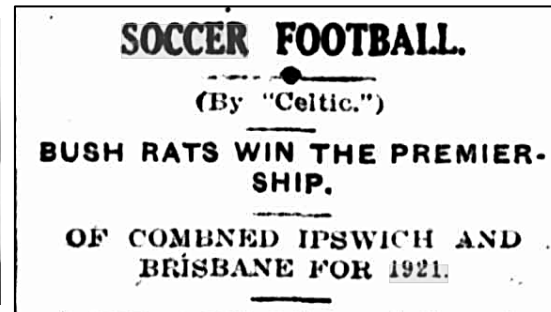 SOCCER FOOTBALL.
(By "Celtic.")
BUSH RATS WIN THE PREMIER-
SHIP.
OF COMBNED IPSWICH AND
BRISBANE FOR 1921.